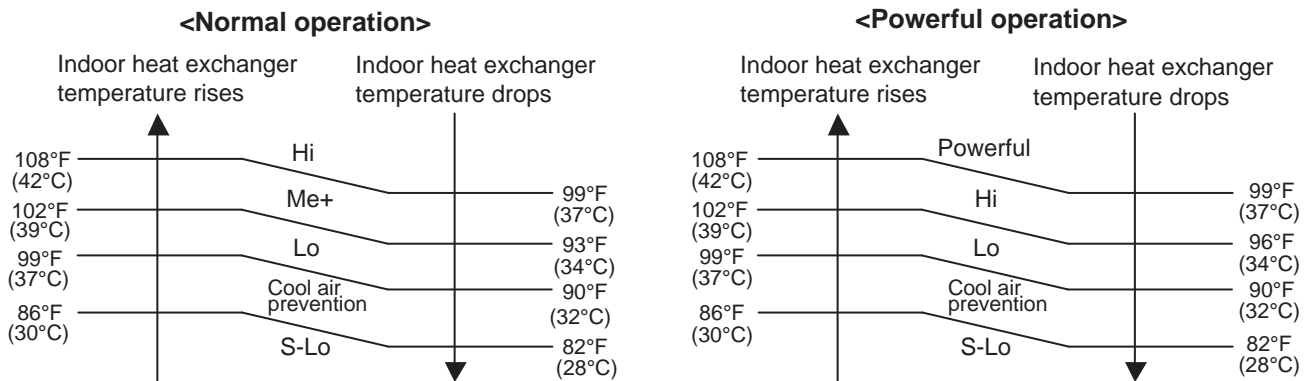 <Normal operation>
Indoor heat exchanger
temperature rises
Indoor heat exchanger
temperature drops
108°F
(42°C)
102°F
(39°C)
99°F
(37°C)
86°F
(30°C)
Hi
Me+
Lo
Cool air
prevention
S-Lo
99°F
(37°C)
93°F
(34°C)
90°F
(32°C)
82°F
(28°C)
<Powerful operation>
Indoor heat exchanger
temperature rises
Indoor heat exchanger
temperature drops
108°F
(42°C)
102°F
(39°C)
99°F
(37°C)
86°F
(30°C)
Powerful
Hi
Lo
Cool air
prevention
S-Lo
99°F
(37°C)
96°F
(34°C)
90°F
(32°C)
82°F
(28°C)